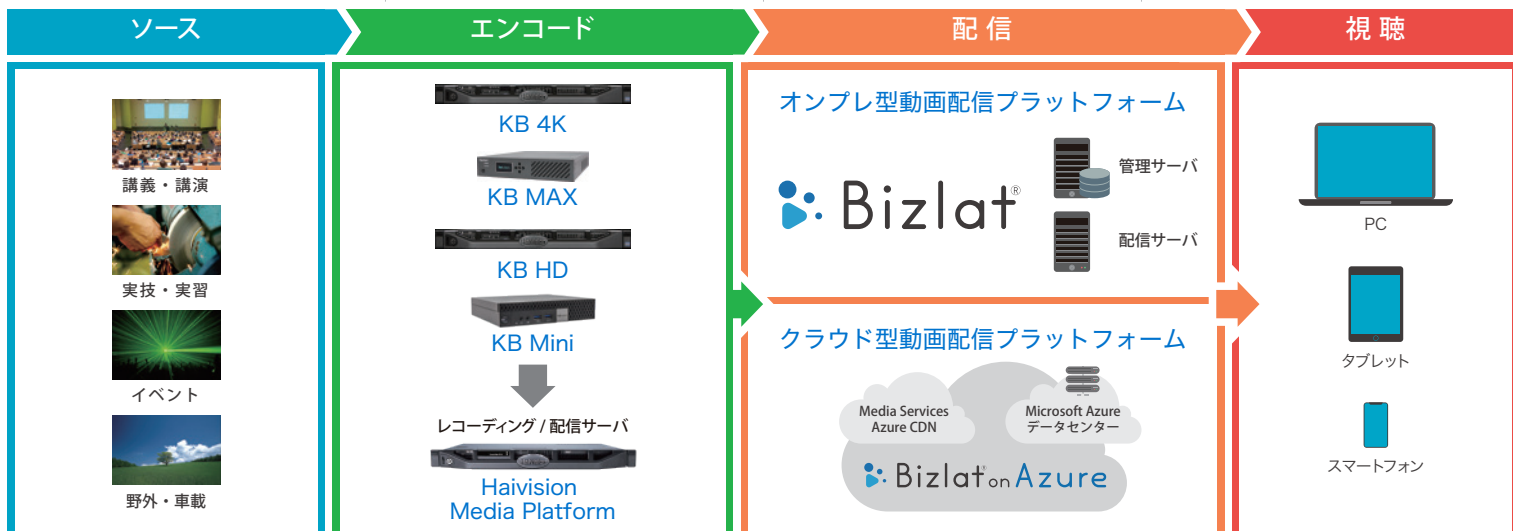 ソース
エンコード
配信
視聴
講義・講演
実技・実習
イベント
野外・車載
KB 4K
KB MAX
KB HD
KB Mini
レコーディング / 配信サーバ
Haivision
Media Platform
オンプレ型動画配信プラットフォーム
Bizlat®
管理サーバ
配信サーバ
クラウド型動画配信プラットフォーム
Media Services
Azure CDN
Microsoft Azure
データセンター
Bizlat® on Azure
PC
タブレット
スマートフォン